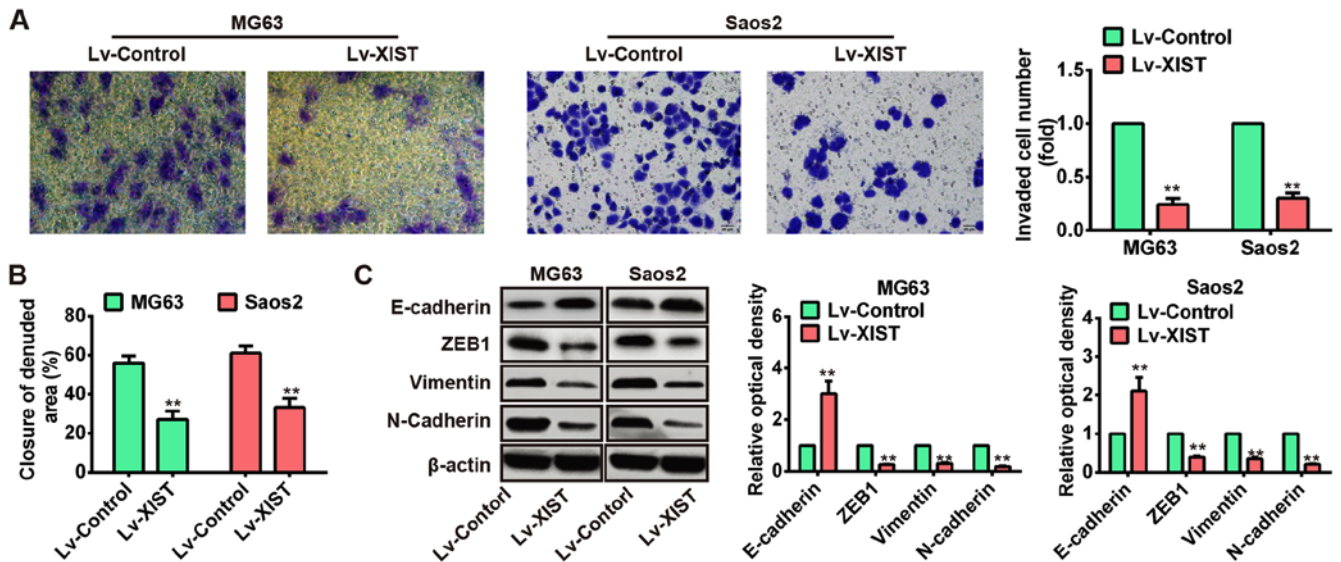 A
MG63
Lv-Control
Lv-XIST
Saos2
Lv-Control
Lv-XIST
Lv-Control
Lv-XIST
Invaded cell number
(fold)
1.5
1.0
0.5
0.0
**
**
MG63
Saos2
B
MG63
Saos2
Closure of denuded
area (%)
80
60
40
20
0
**
**
Lv-Control
Lv-XIST
Lv-Control
Lv-XIST
C
MG63
Saos2
E-cadherin
ZEB1
Vimentin
N-Cadherin
β-actin
Lv-Contorl
Lv-XIST
Lv-Contorl
Lv-XIST
MG63
Lv-Control
Lv-XIST
Relative optical density
6
4
2
0
**
**
**
**
E-cadherin
ZEB1
Vimentin
N-cadherin
Saos2
Lv-Control
Lv-XIST
Relative optical density
4
3
2
1
0
**
**
**
**
E-cadherin
ZEB1
Vimentin
N-cadherin